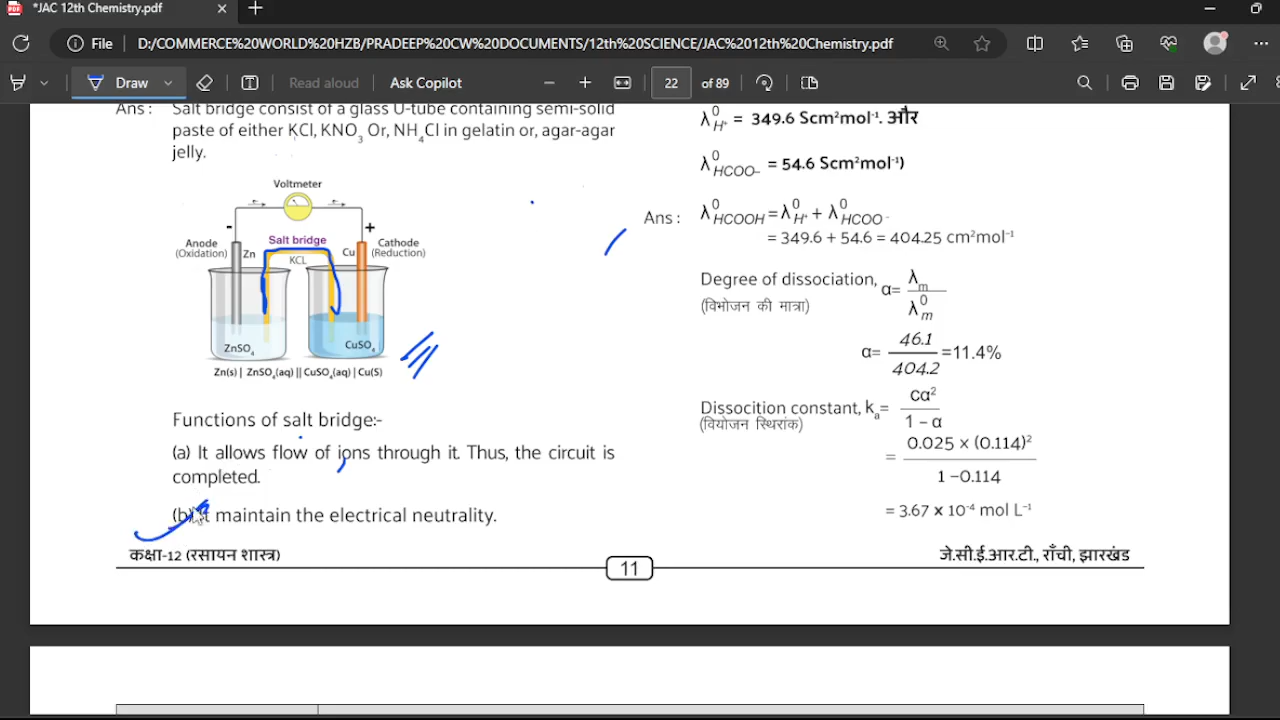 *JAC 12th Chemistry.pdf
File D:/COMMERCE%20WORLD%20HZB/PRADEEP%20CW%20DOCUMENTS/12th%20SCIENCE/JAC%2012th%20Chemistry.pdf
Draw Read aloud Ask Copilot 22 of 89
Ans : Salt bridge consist of a glass U-tube containing semi-solid
paste of either KCl, KNO₃ Or, NH₄Cl in gelatin or, agar-agar
jelly.
Voltmeter
e⁻ e⁻
- +
Anode
(Oxidation)
Zn
Salt bridge
KCL
Cu
Cathode
(Reduction)
ZnSO₄
CuSO₄
Zn(s) | ZnSO₄(aq) || CuSO₄(aq) | Cu(S)
Functions of salt bridge:-
(a) It allows flow of ions through it. Thus, the circuit is
completed.
(b) It maintain the electrical neutrality.
λ⁰H⁺ = 349.6 Scm²mol⁻¹. और
λ⁰HCOO– = 54.6 Scm²mol⁻¹)
Ans : λ⁰HCOOH = λ⁰H⁺ + λ⁰HCOO⁻
= 349.6 + 54.6 = 404.25 cm²mol⁻¹
Degree of dissociation, α= λm / λ⁰m
(विभोजन की मात्रा)
α= 46.1 / 404.2 =11.4%
Dissocition constant, kₐ= cα² / 1 – α
(वियोजन स्थिरांक)
= 0.025 × (0.114)² / 1 –0.114
= 3.67 x 10⁻⁴ mol L⁻¹
कक्षा-12 (रसायन शास्त्र) 11 जे.सी.ई.आर.टी., राँची, झारखंड